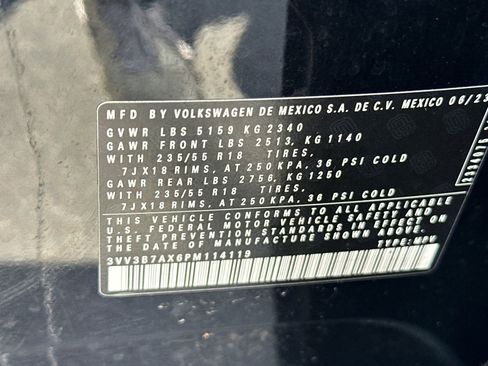 MFD BY VOLKSWAGEN DE MEXICO S.A. DE C.V. MEXICO 06/23
GVWR LBS 5159 KG 2340
GAWR FRONT LBS 2513, KG 1140
WITH 235/55 R18 TIRES,
7JX18 RIMS, AT 250 KPA, 36 PSI COLD
GAWR REAR LBS 2756, KG 1250
WITH 235/55 R18 TIRES,
7JX18 RIMS, AT 250 KPA, 36 PSI COLD
THIS VEHICLE CONFORMS TO ALL APPLICABLE
U.S. FEDERAL MOTOR VEHICLE SAFETY AND
THEFT PREVENTION STANDARDS IN EFFECT ON
THE DATE OF MANUFACTURE SHOWN ABOVE.
3VV3B7AX6PM114119 TYPE: MPV